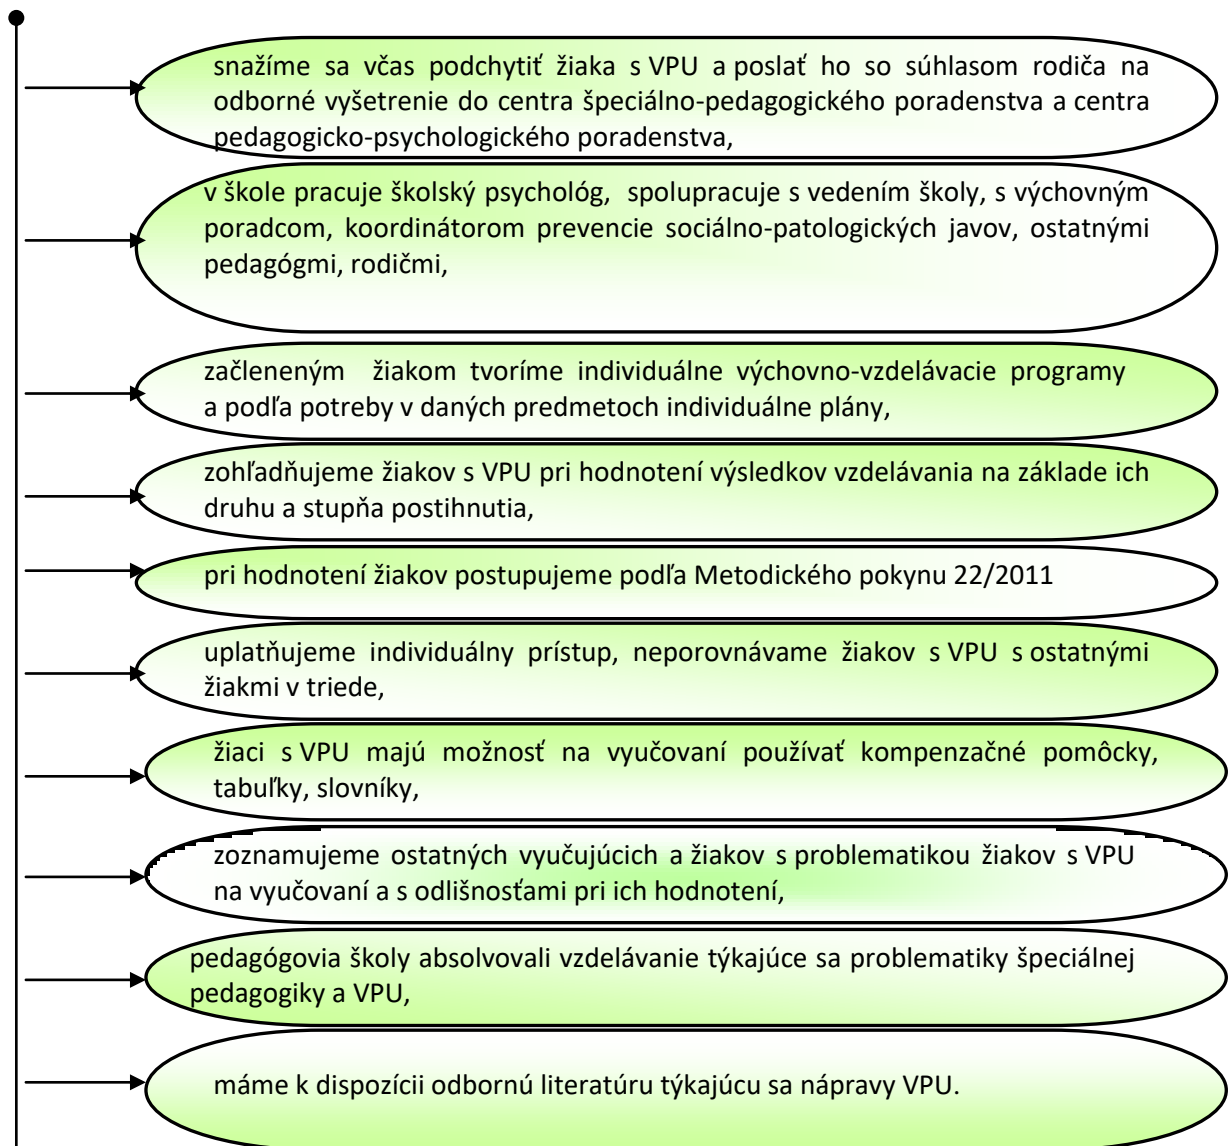 snažíme sa včas podchytiť žiaka s VPU a poslať ho so súhlasom rodiča na
odborné vyšetrenie do centra špeciálno-pedagogického poradenstva a centra
pedagogicko-psychologického poradenstva,
v škole pracuje školský psychológ, spolupracuje s vedením školy, s výchovným
poradcom, koordinátorom prevencie sociálno-patologických javov, ostatnými
pedagógmi, rodičmi,
začleneným žiakom tvoríme individuálne výchovno-vzdelávacie programy
a podľa potreby v daných predmetoch individuálne plány,
zohľadňujeme žiakov s VPU pri hodnotení výsledkov vzdelávania na základe ich
druhu a stupňa postihnutia,
pri hodnotení žiakov postupujeme podľa Metodického pokynu 22/2011
uplatňujeme individuálny prístup, neporovnávame žiakov s VPU s ostatnými
žiakmi v triede,
žiaci s VPU majú možnosť na vyučovaní používať kompenzačné pomôcky,
tabuľky, slovníky,
zoznamujeme ostatných vyučujúcich a žiakov s problematikou žiakov s VPU
na vyučovaní a s odlišnosťami pri ich hodnotení,
pedagógovia školy absolvovali vzdelávanie týkajúce sa problematiky špeciálnej
pedagogiky a VPU,
máme k dispozícii odbornú literatúru týkajúcu sa nápravy VPU.